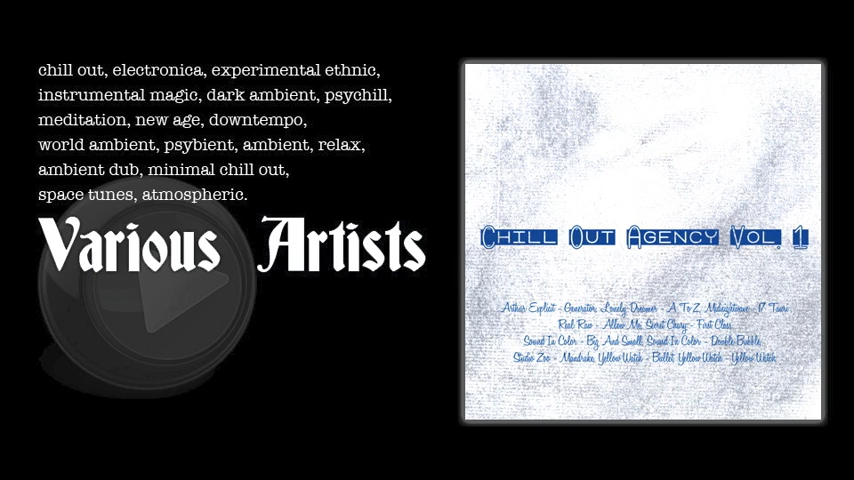 chill out, electronica, experimental ethnic,
instrumental magic, dark ambient, psychill,
meditation, new age, downtempo,
world ambient, psybient, ambient, relax,
ambient dub, minimal chill out,
space tunes, atmospheric.
Various Artists
Chill Out Agency Vol. 1
Arthur Explicit - Generator, Lonely Dreamer - A To Z, Midnightwave - 17 Tours
Real Raw - Allow Me, Secret Chevy - First Class
Sound In Color - Big And Small, Sound In Color - Double Bubble
Studio Zoo - Mandrake, Yellow Watch - Bullet, Yellow Watch - Yellow Watch